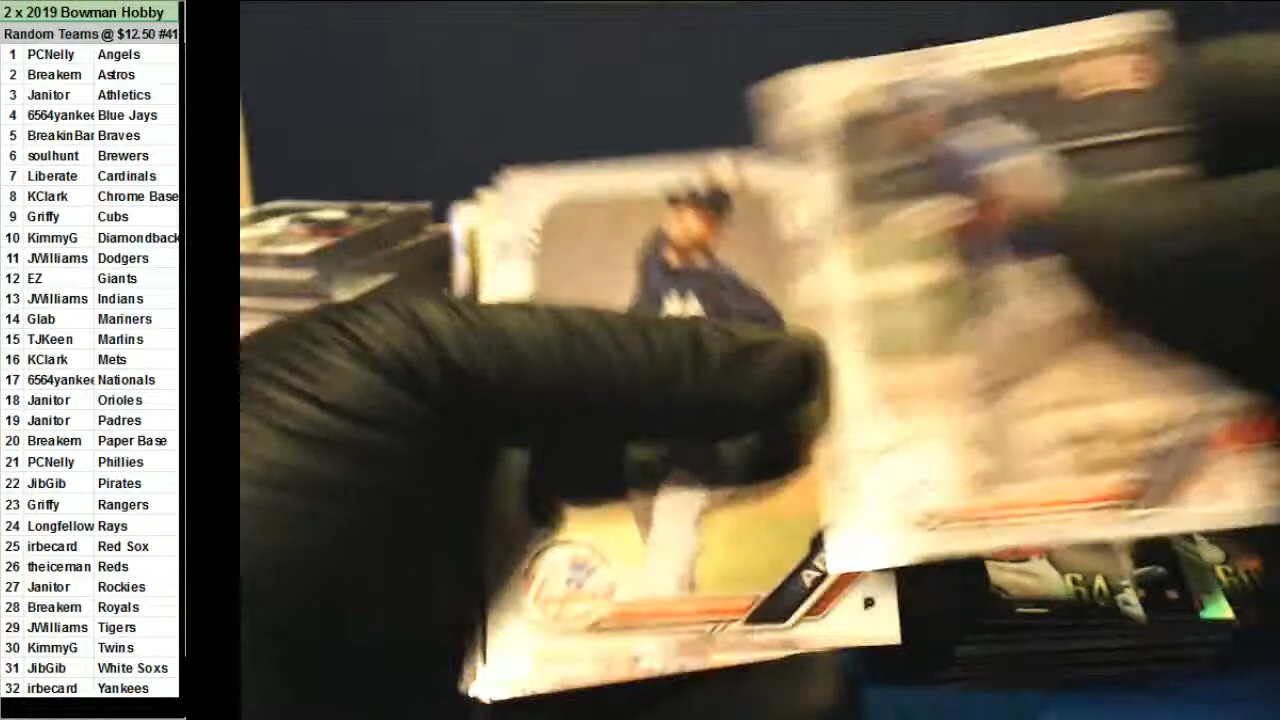 2 x 2019 Bowman Hobby
Random Teams @ $12.50 #41
1 PCNelly Angels
2 Breakem Astros
3 Janitor Athletics
4 6564yankee Blue Jays
5 BreakinBar Braves
6 soulhunt Brewers
7 Liberate Cardinals
8 KClark Chrome Base
9 Griffy Cubs
10 KimmyG Diamondback
11 JWilliams Dodgers
12 EZ Giants
13 JWilliams Indians
14 Glab Mariners
15 TJKeen Marlins
16 KClark Mets
17 6564yankee Nationals
18 Janitor Orioles
19 Janitor Padres
20 Breakem Paper Base
21 PCNelly Phillies
22 JibGib Pirates
23 Griffy Rangers
24 Longfellow Rays
25 irbecard Red Sox
26 theiceman Reds
27 Janitor Rockies
28 Breakem Royals
29 JWilliams Tigers
30 KimmyG Twins
31 JibGib White Soxs
32 irbecard Yankees
P
64